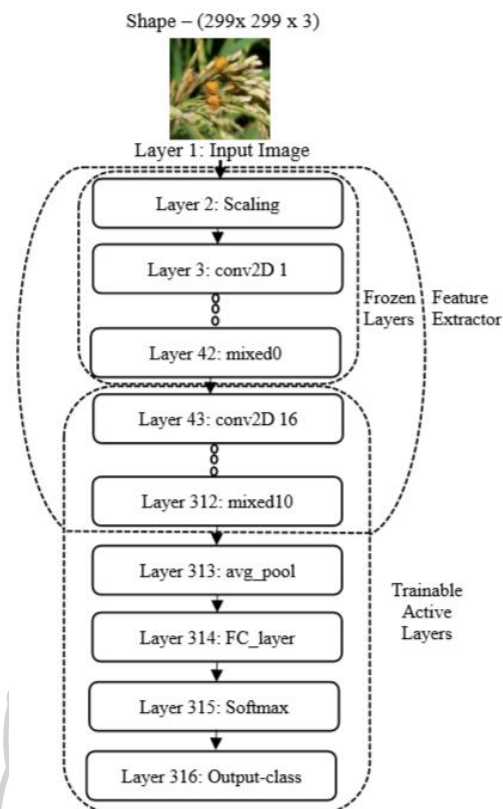 Shape – (299x 299 x 3)
Layer 1: Input Image
Layer 2: Scaling
Layer 3: conv2D 1
Frozen
Layers
Feature
Extractor
Layer 42: mixed0
Layer 43: conv2D 16
Layer 312: mixed10
Layer 313: avg_pool
Trainable
Active
Layers
Layer 314: FC_layer
Layer 315: Softmax
Layer 316: Output-class